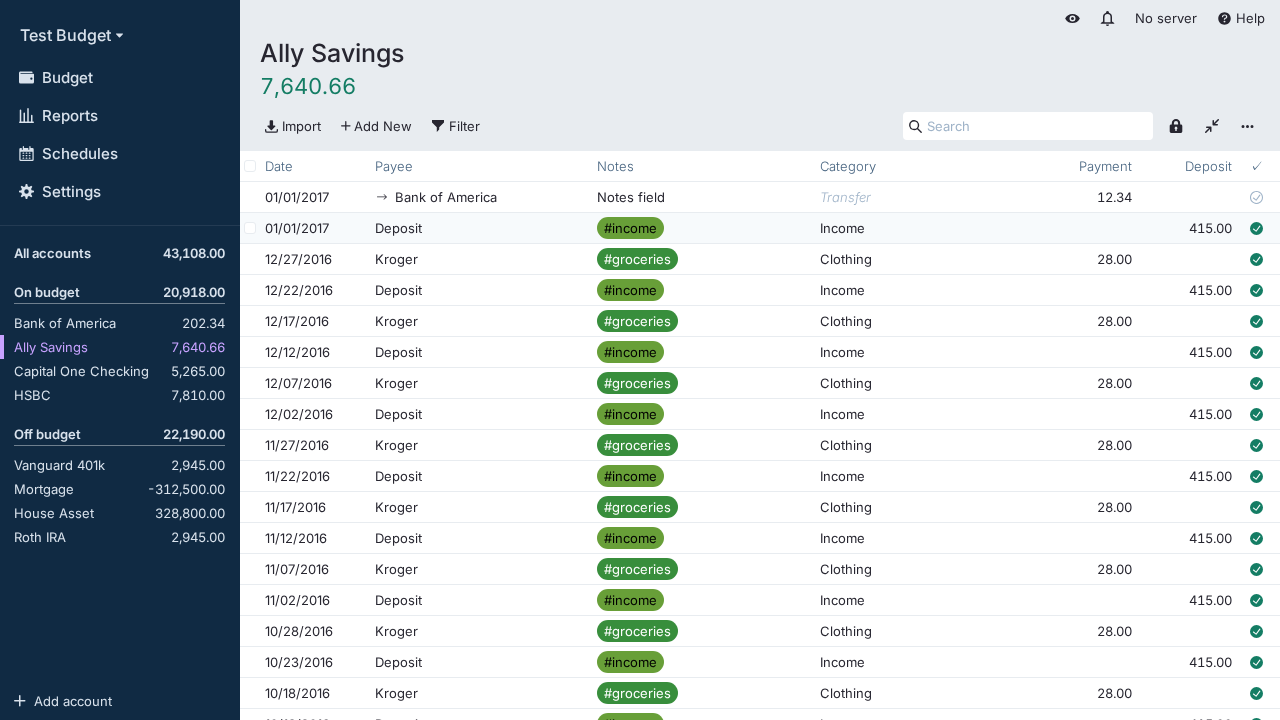 Test Budget
Budget
Reports
Schedules
Settings
All accounts 43,108.00
On budget 20,918.00
Bank of America 202.34
Ally Savings 7,640.66
Capital One Checking 5,265.00
HSBC 7,810.00
Off budget 22,190.00
Vanguard 401k 2,945.00
Mortgage -312,500.00
House Asset 328,800.00
Roth IRA 2,945.00
Add account
No server Help
Ally Savings
7,640.66
Import Add New Filter Search
Date Payee Notes Category Payment Deposit ✓
01/01/2017 → Bank of America Notes field Transfer 12.34
01/01/2017 Deposit #income Income 415.00
12/27/2016 Kroger #groceries Clothing 28.00
12/22/2016 Deposit #income Income 415.00
12/17/2016 Kroger #groceries Clothing 28.00
12/12/2016 Deposit #income Income 415.00
12/07/2016 Kroger #groceries Clothing 28.00
12/02/2016 Deposit #income Income 415.00
11/27/2016 Kroger #groceries Clothing 28.00
11/22/2016 Deposit #income Income 415.00
11/17/2016 Kroger #groceries Clothing 28.00
11/12/2016 Deposit #income Income 415.00
11/07/2016 Kroger #groceries Clothing 28.00
11/02/2016 Deposit #income Income 415.00
10/28/2016 Kroger #groceries Clothing 28.00
10/23/2016 Deposit #income Income 415.00
10/18/2016 Kroger #groceries Clothing 28.00